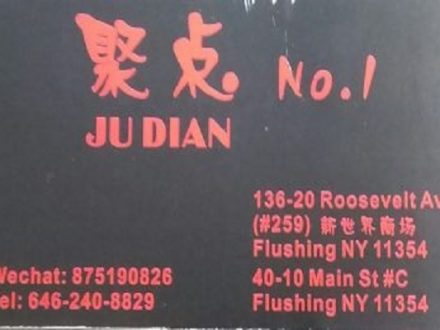 聚点 No.1
JU DIAN
136-20 Roosevelt Av
(#259) 新世界商场
Flushing NY 11354
Wechat: 875190826
40-10 Main St #C
el: 646-240-8829
Flushing NY 11354